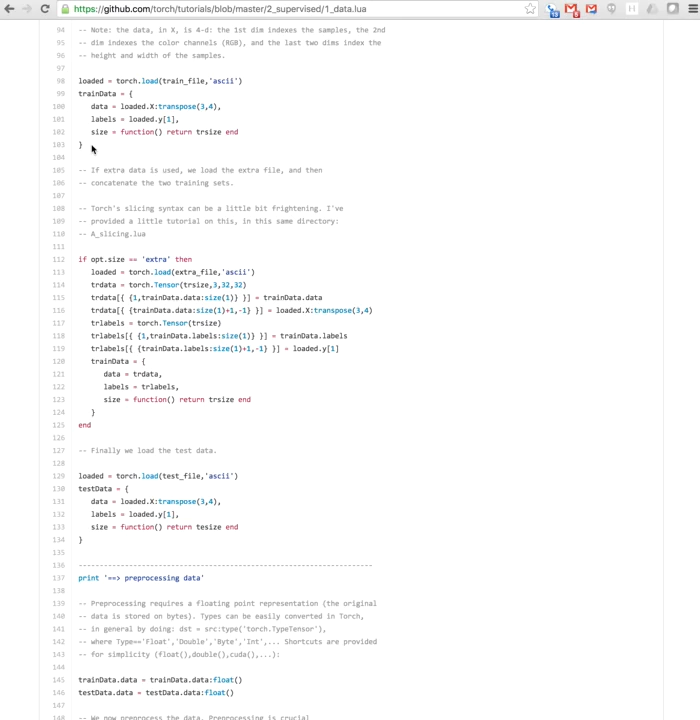 https://github.com/torch/tutorials/blob/master/2_supervised/1_data.lua
94 -- Note: the data, in X, is 4-d: the 1st dim indexes the samples, the 2nd
95 -- dim indexes the color channels (RGB), and the last two dims index the
96 -- height and width of the samples.
97
98 loaded = torch.load(train_file,'ascii')
99 trainData = {
100    data = loaded.X:transpose(3,4),
101    labels = loaded.y[1],
102    size = function() return trsize end
103 }
104
105 -- If extra data is used, we load the extra file, and then
106 -- concatenate the two training sets.
107
108 -- Torch's slicing syntax can be a little bit frightening. I've
109 -- provided a little tutorial on this, in this same directory:
110 -- A_slicing.lua
111
112 if opt.size == 'extra' then
113    loaded = torch.load(extra_file,'ascii')
114    trdata = torch.Tensor(trsize,3,32,32)
115    trdata[{ {1,trainData.data:size(1)} }] = trainData.data
116    trdata[{ {trainData.data:size(1)+1,-1} }] = loaded.X:transpose(3,4)
117    trlabels = torch.Tensor(trsize)
118    trlabels[{ {1,trainData.labels:size(1)} }] = trainData.labels
119    trlabels[{ {trainData.labels:size(1)+1,-1} }] = loaded.y[1]
120    trainData = {
121       data = trdata,
122       labels = trlabels,
123       size = function() return trsize end
124    }
125 end
126
127 -- Finally we load the test data.
128
129 loaded = torch.load(test_file,'ascii')
130 testData = {
131    data = loaded.X:transpose(3,4),
132    labels = loaded.y[1],
133    size = function() return tesize end
134 }
135
136 ----------------------------------------------------------------------
137 print '==> preprocessing data'
138
139 -- Preprocessing requires a floating point representation (the original
140 -- data is stored on bytes). Types can be easily converted in Torch,
141 -- in general by doing: dst = src:type('torch.TypeTensor'),
142 -- where Type=='Float','Double','Byte','Int',... Shortcuts are provided
143 -- for simplicity (float(),double(),cuda(),...):
144
145 trainData.data = trainData.data:float()
146 testData.data = testData.data:float()
147
148 -- We now preprocess the data. Preprocessing is crucial